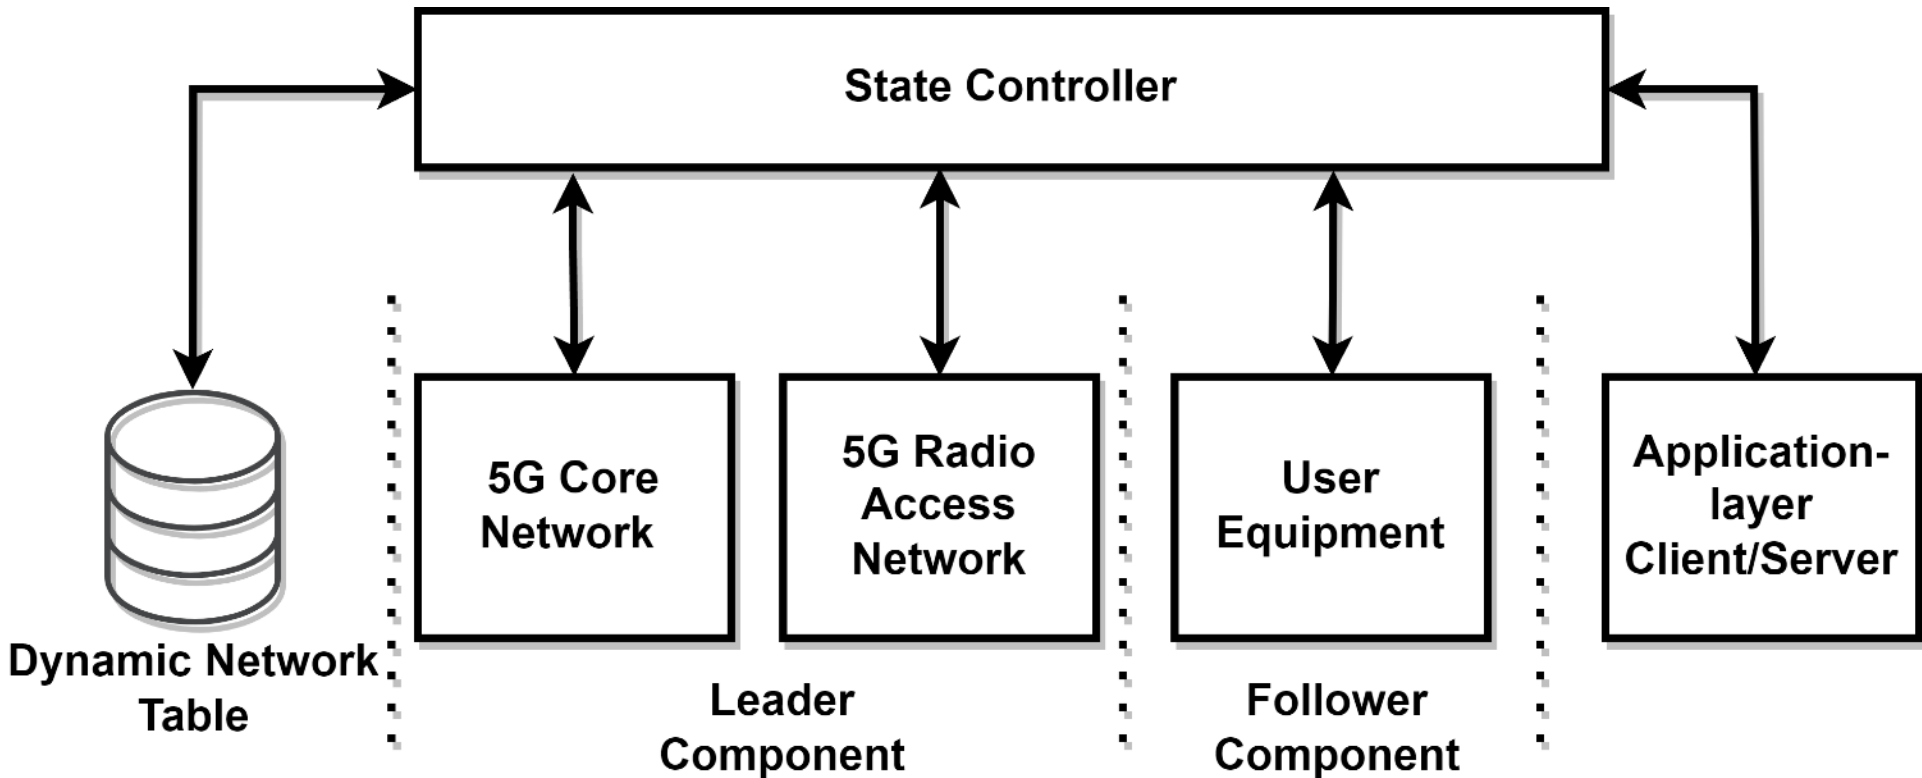 State Controller
5G Core
Network
5G Radio
Access
Network
User
Equipment
Application-
layer
Client/Server
Dynamic Network
Table
Leader
Component
Follower
Component